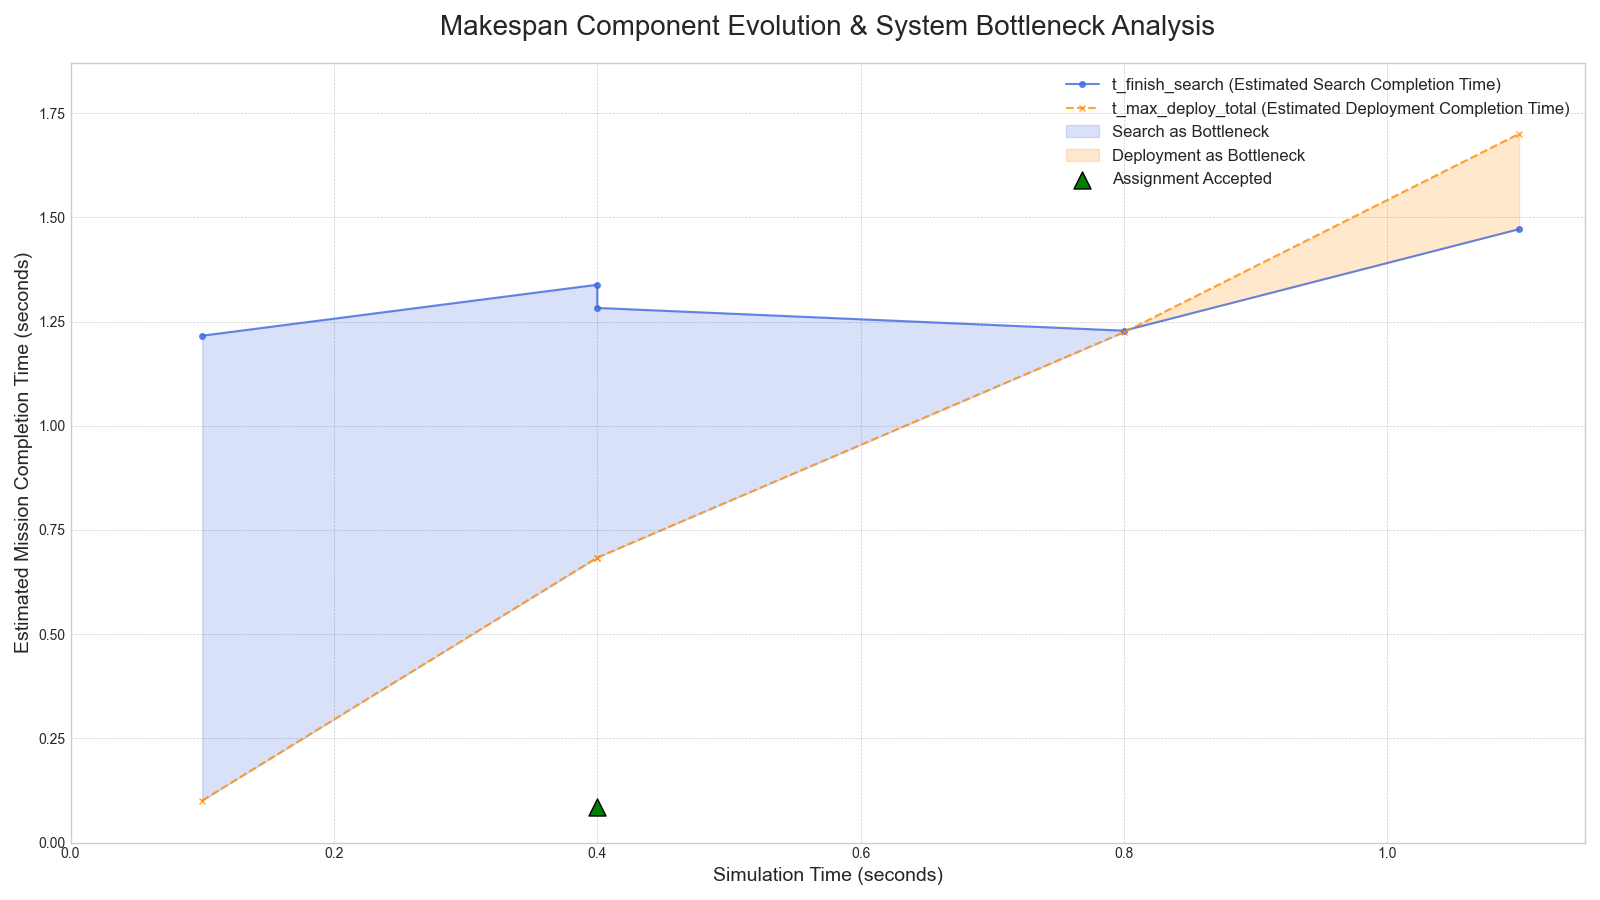 Makespan Component Evolution & System Bottleneck Analysis
t_finish_search (Estimated Search Completion Time)
t_max_deploy_total (Estimated Deployment Completion Time)
Search as Bottleneck
Deployment as Bottleneck
Assignment Accepted
Estimated Mission Completion Time (seconds)
1.75
1.50
1.25
1.00
0.75
0.50
0.25
0.00
0.0 0.2 0.4 0.6 0.8 1.0
Simulation Time (seconds)